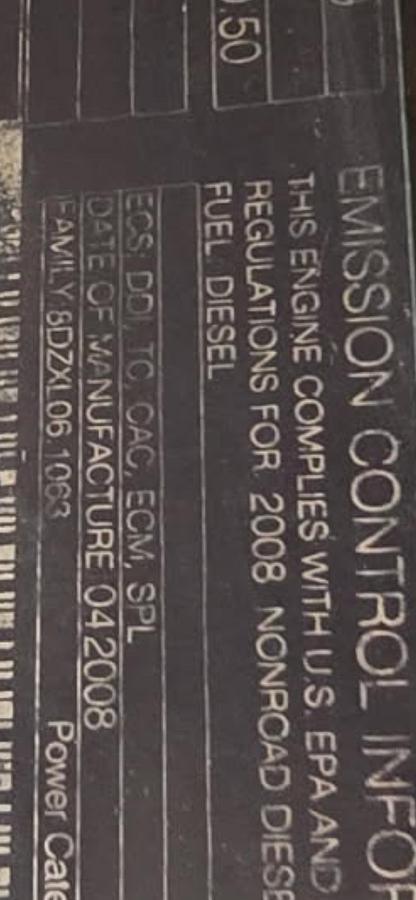 .50
EMISSION CONTROL INFOR
THIS ENGINE COMPLIES WITH U.S. EPA AND
REGULATIONS FOR 2008 NONROAD DIESE
FUEL DIESEL
ECS: DDI, TC, CAC, ECM, SPL
DATE OF MANUFACTURE 04 2008
FAMILY 8DZXL06.1063
Power Cate